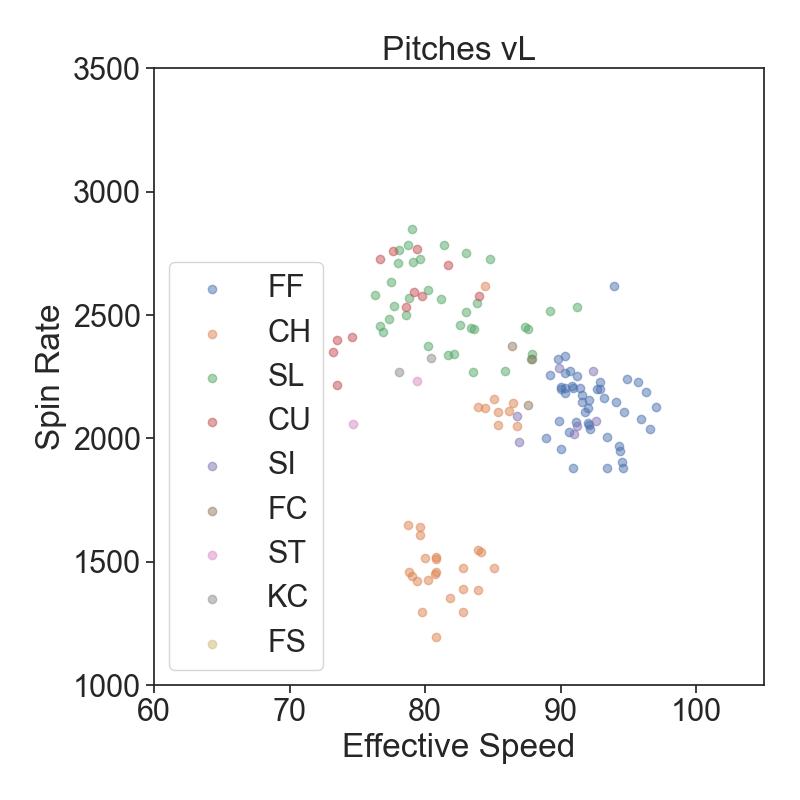 Pitches vL
3500
3000
2500
2000
1500
1000
Spin Rate
FF
CH
SL
CU
SI
FC
ST
KC
FS
60 70 80 90 100
Effective Speed